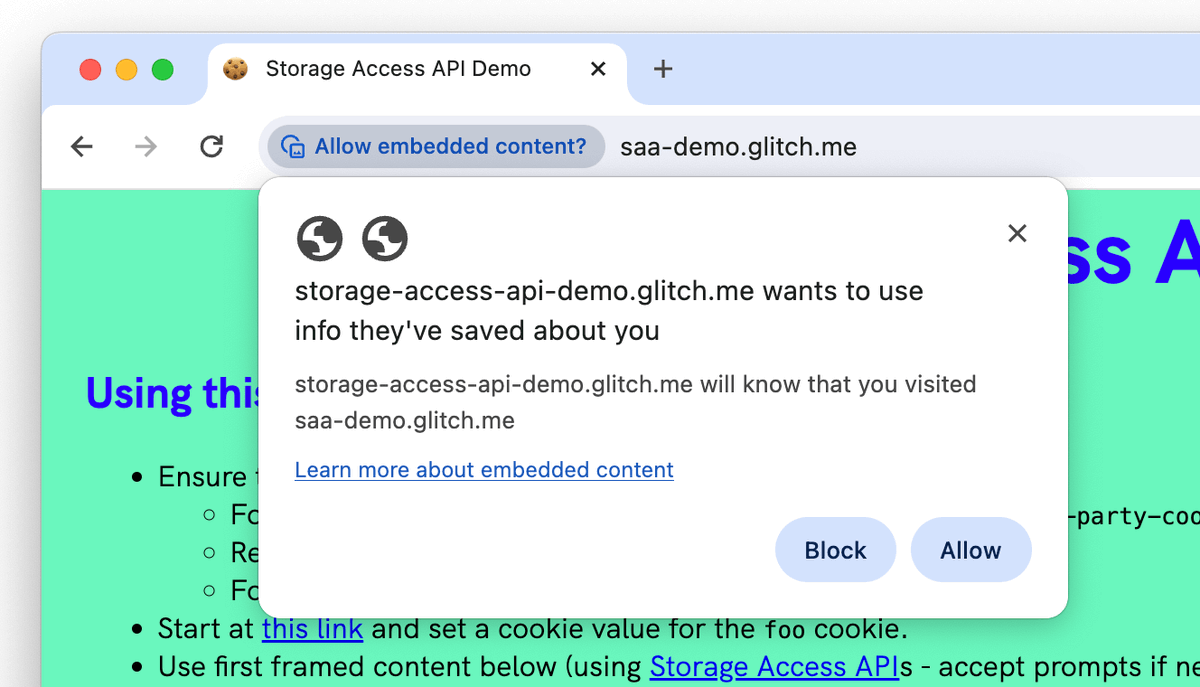 Storage Access API Demo
Allow embedded content? saa-demo.glitch.me
storage-access-api-demo.glitch.me wants to use
info they've saved about you
storage-access-api-demo.glitch.me will know that you visited
saa-demo.glitch.me
Learn more about embedded content
Block Allow
ss A
Using this
Ensure
Fo
-party-coo
Re
Fo
Start at this link and set a cookie value for the foo cookie.
Use first framed content below (using Storage Access APIs - accept prompts if ne